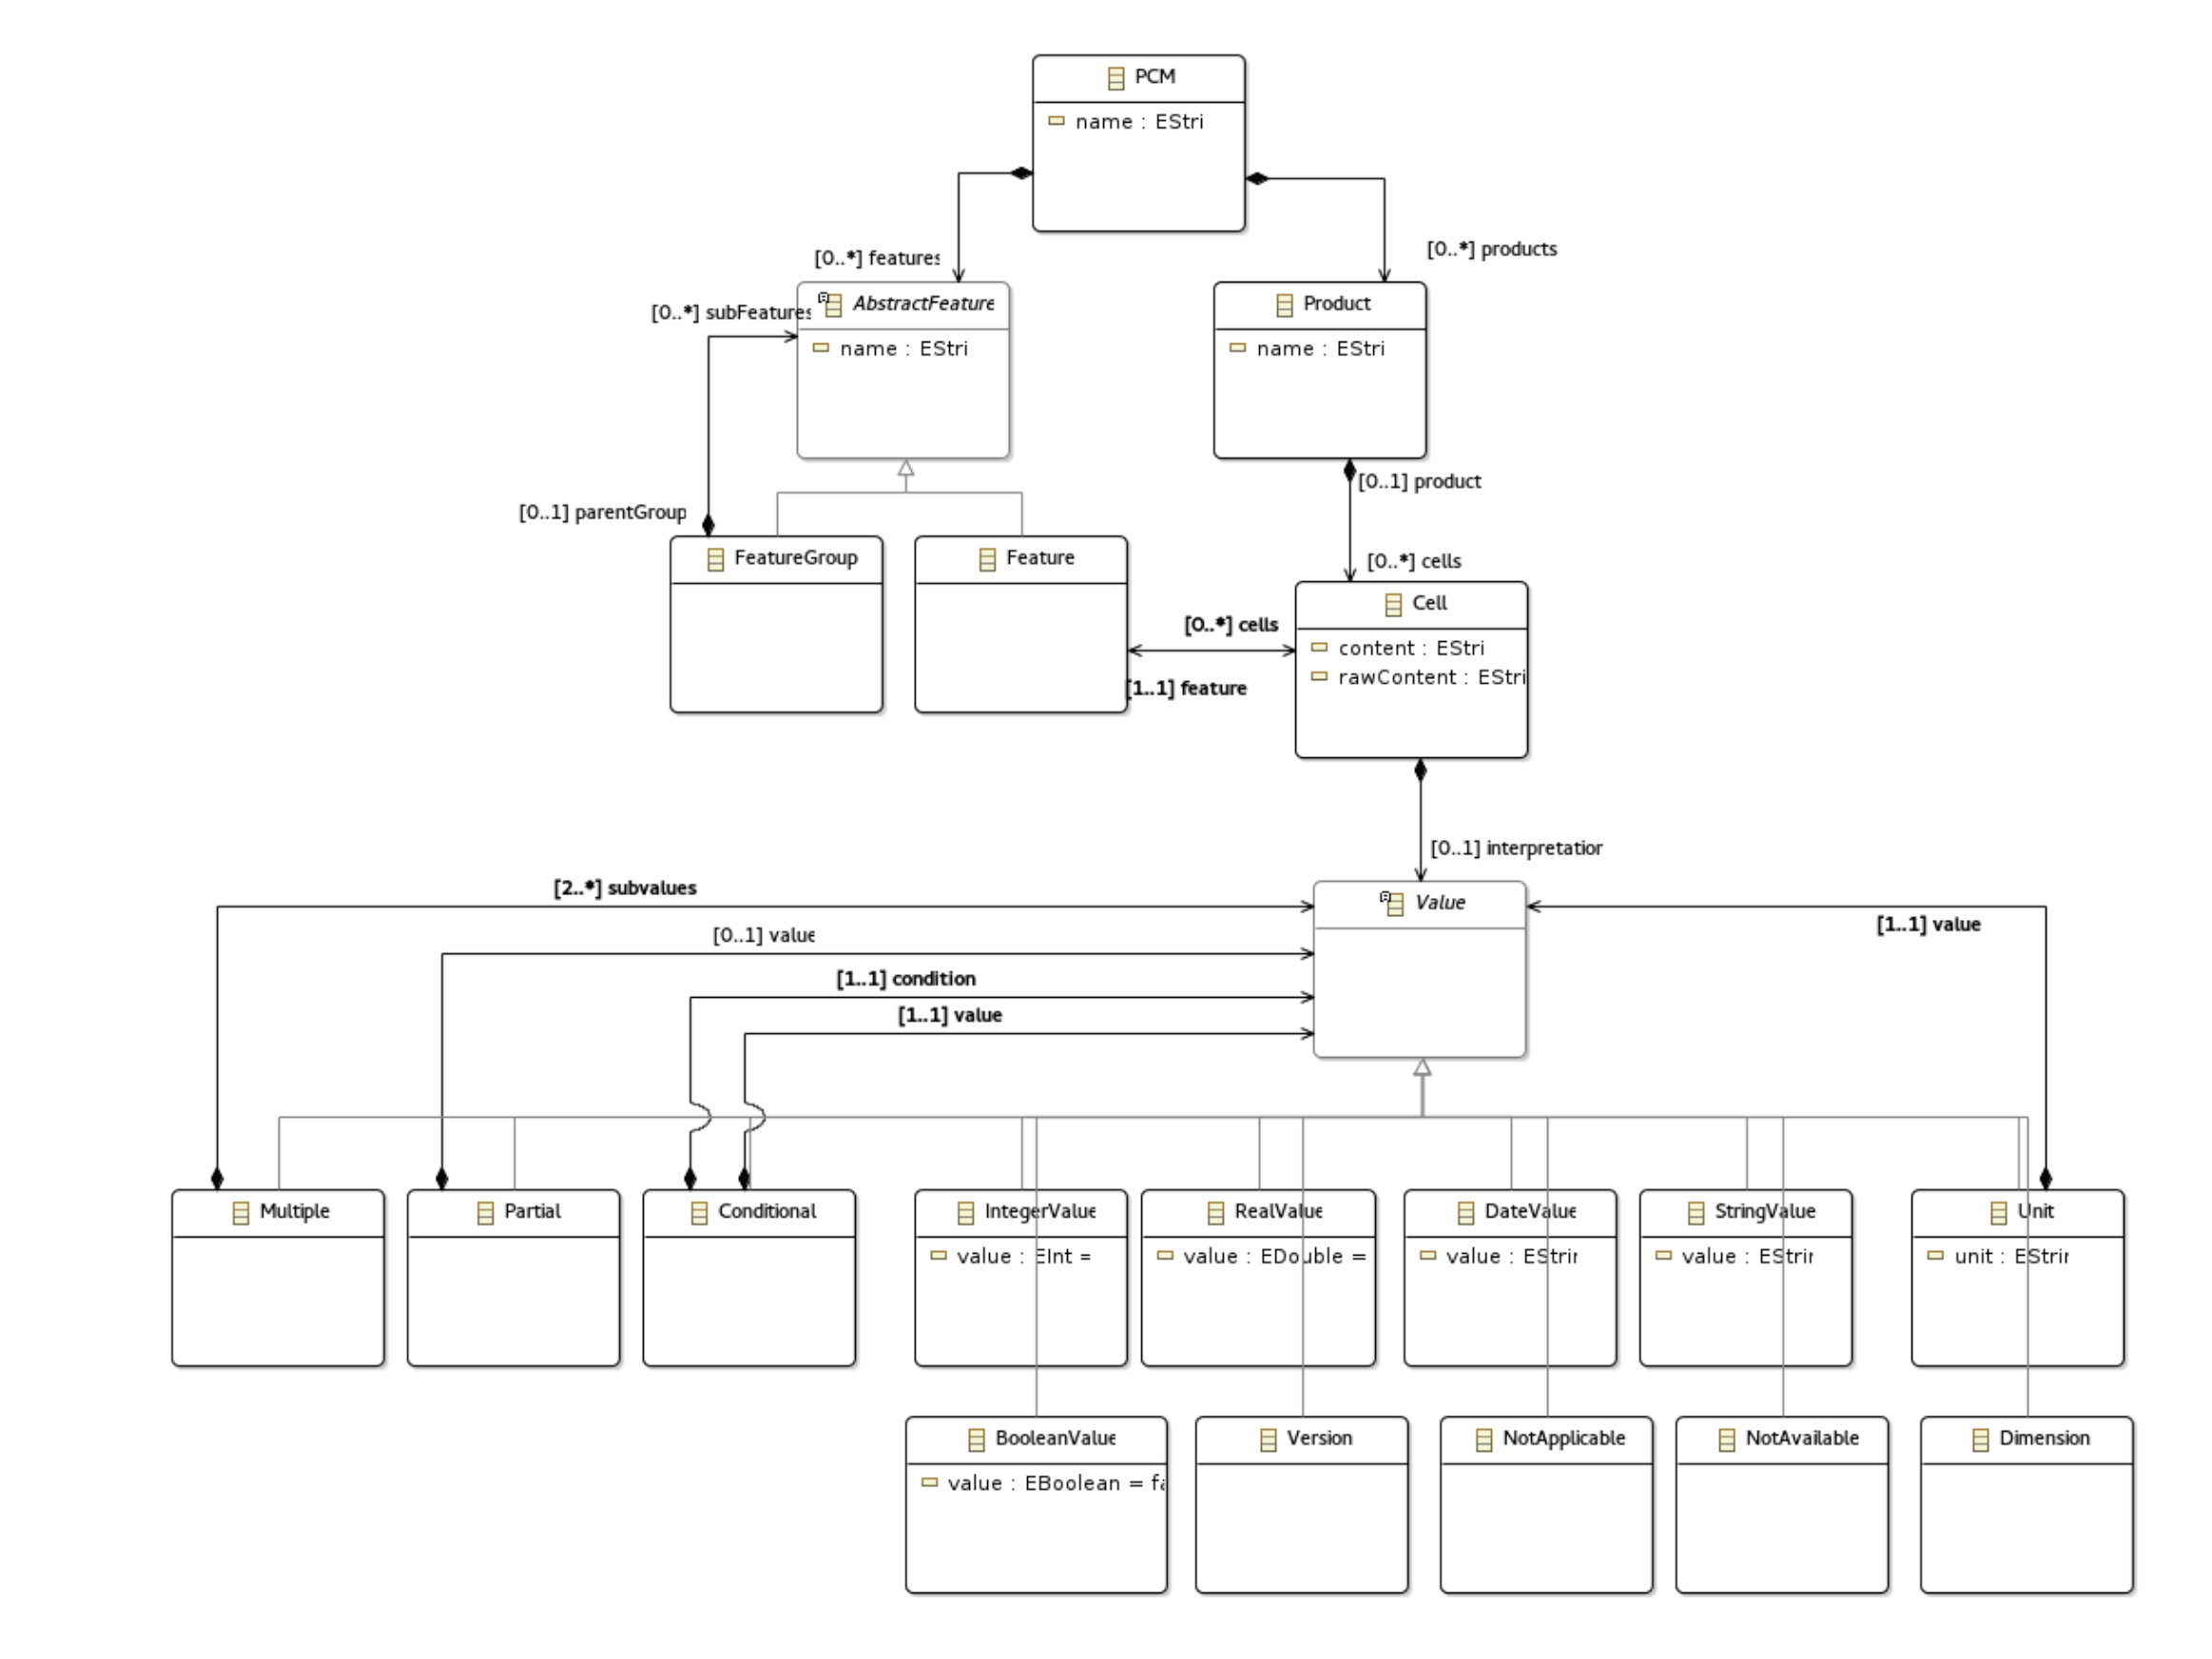 PCM
name : EStri
[0..*] features
[0..*] products
[0..*] subFeatures
AbstractFeature
name : EStri
Product
name : EStri
[0..1] product
[0..1] parentGroup
FeatureGroup
Feature
[0..*] cells
Cell
content : EStri
rawContent : EStri
[0..*] cells
[1..1] feature
[0..1] interpretatior
[2..*] subvalues
Value
[0..1] value
[1..1] value
[1..1] condition
[1..1] value
Multiple
Partial
Conditional
IntegerValue
value : EInt =
RealValue
value : EDouble =
DateValue
value : EStrir
StringValue
value : EStrir
Unit
unit : EStrir
BooleanValue
value : EBoolean = fa
Version
NotApplicable
NotAvailable
Dimension